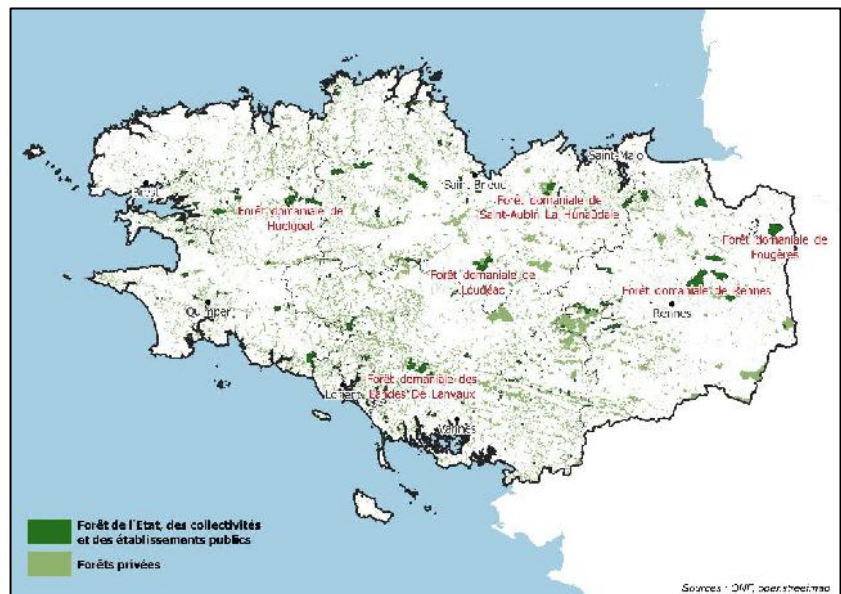 Saint-Malo
Saint-Brieuc
Brest
Forêt domaniale de
Saint-Aubin La Hunaudaie
Forêt domaniale de
Huelgoat
Forêt domaniale de
Fougères
Forêt domaniale de
Loudéac
Forêt domaniale de Rennes
Rennes
Quimper
Forêt domaniale des
Landes De Lanvaux
Lorient
Vannes
Forêt de l'Etat, des collectivités
et des établissements publics
Forêts privées
Sources : ONF, openstreetmap